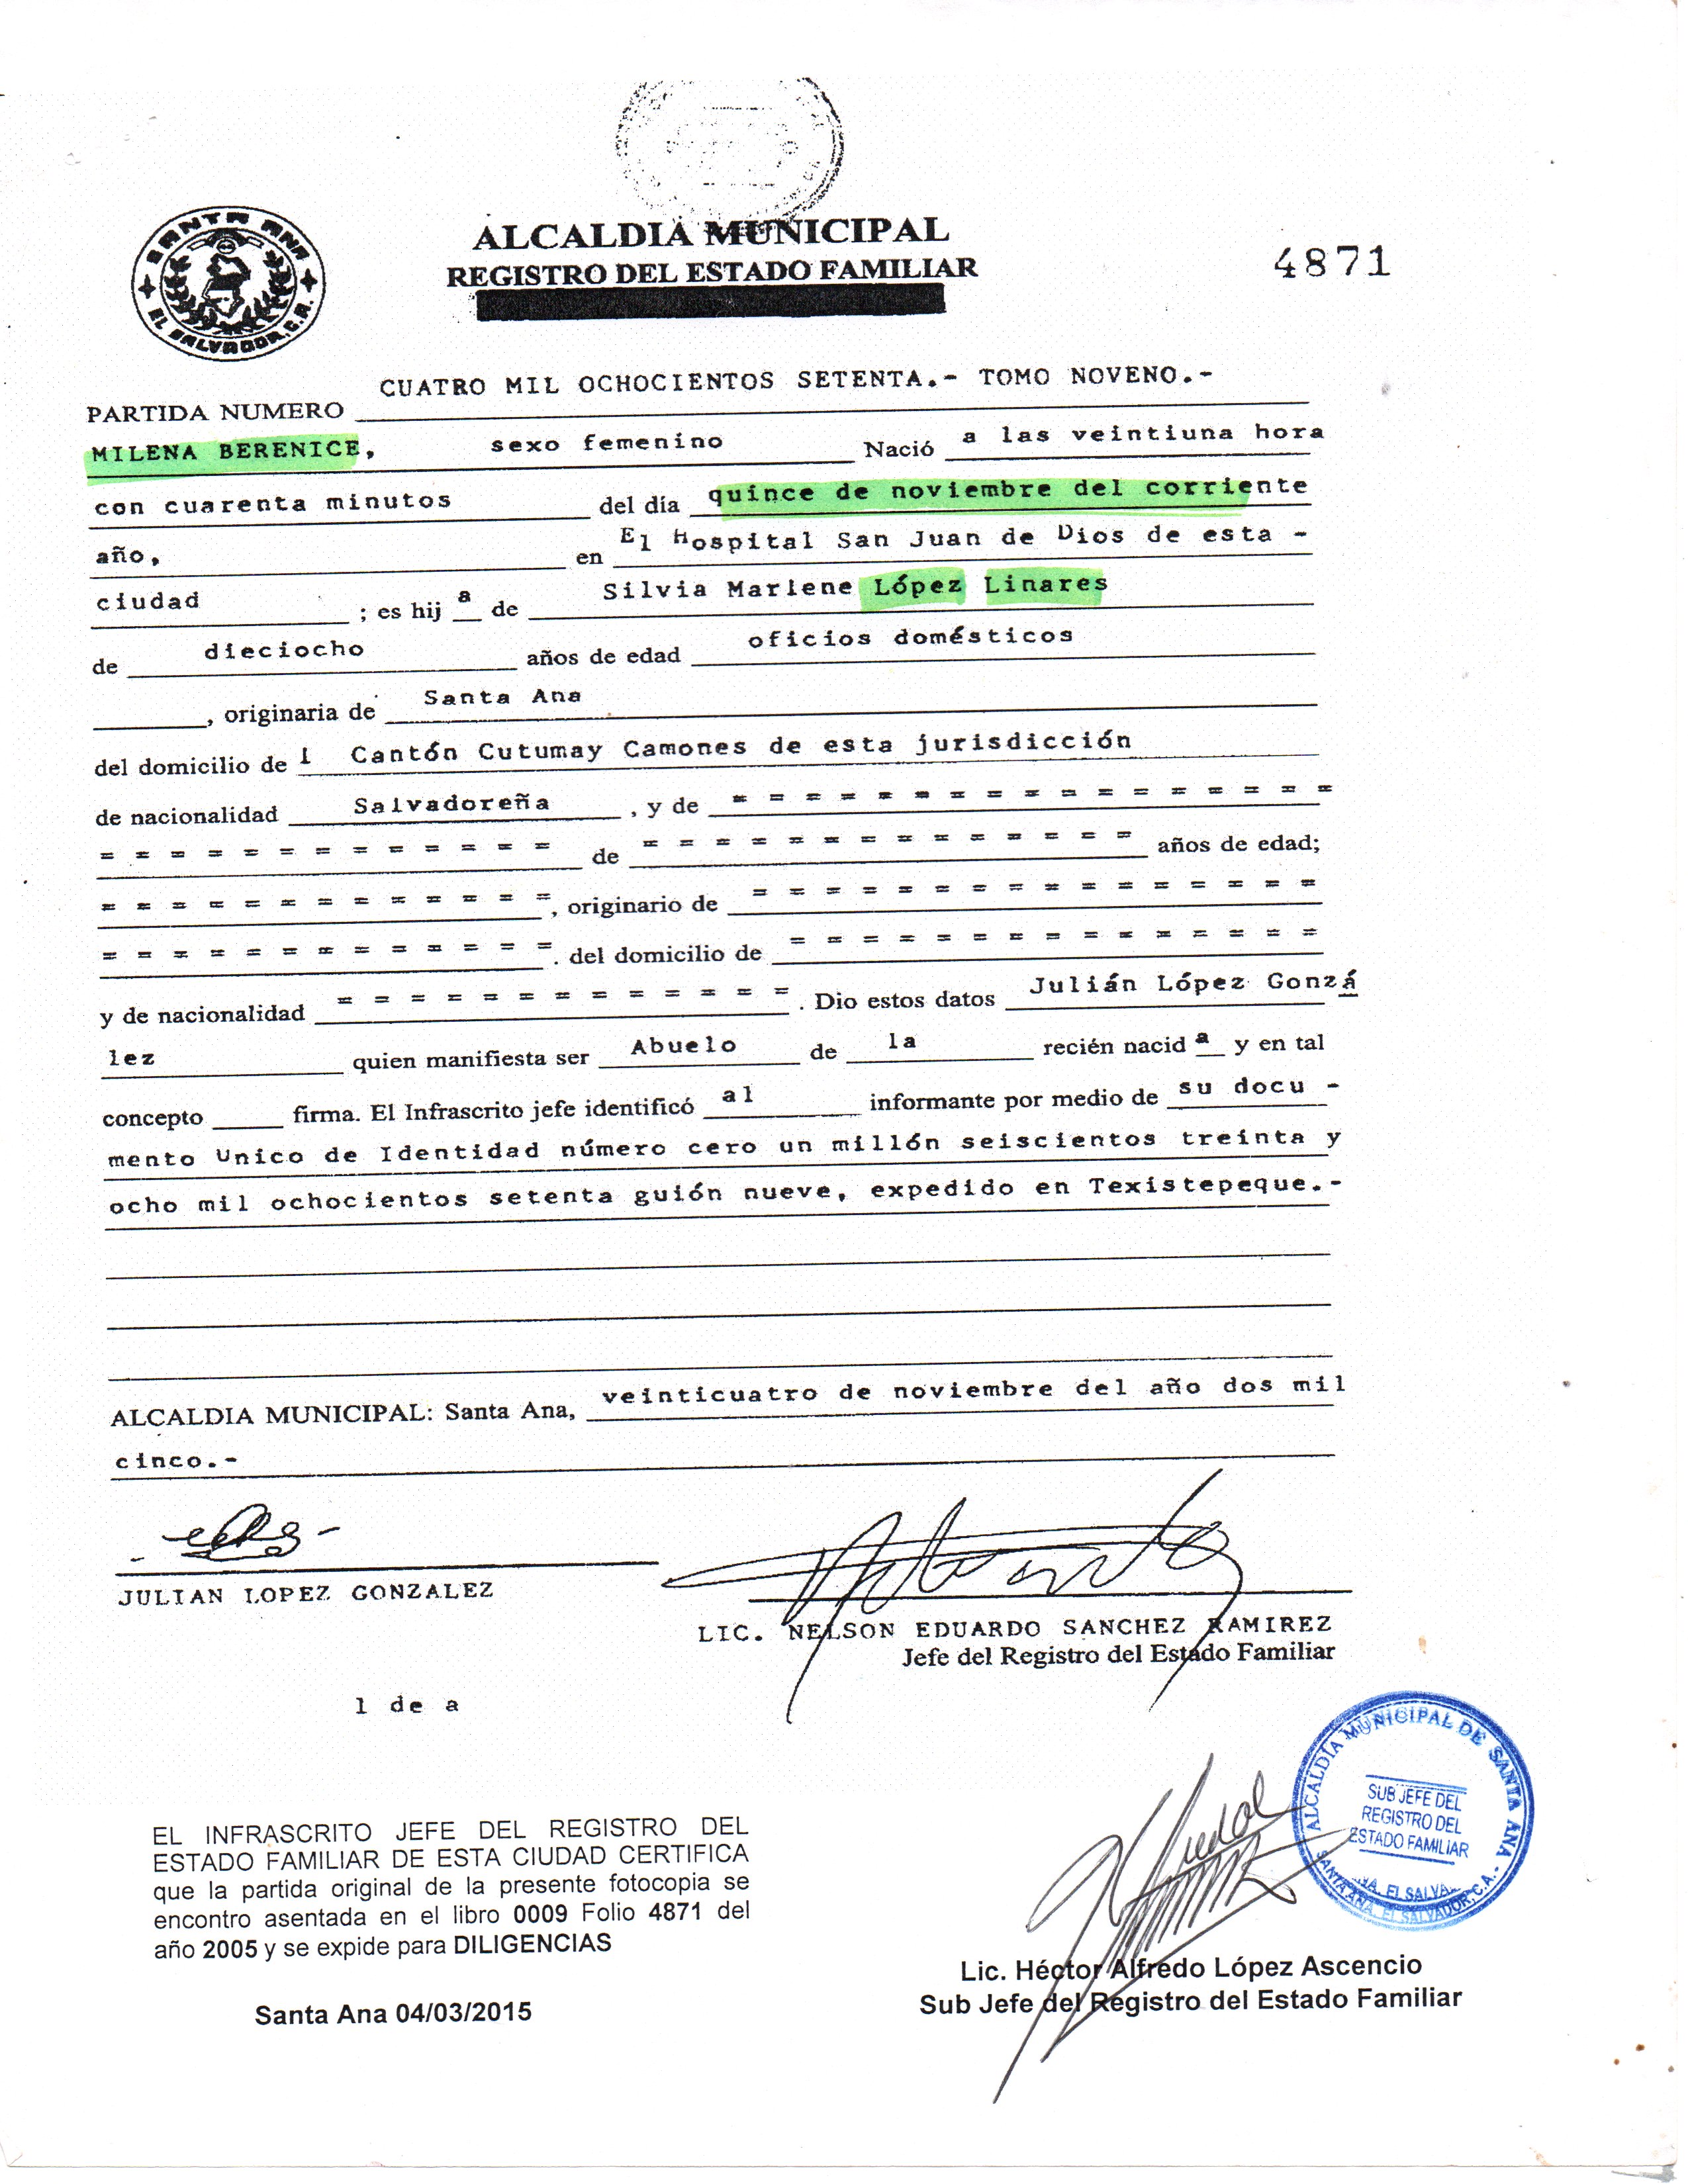 SANTA ANA
EL SALVADOR, C.A.
ALCALDIA MUNICIPAL
REGISTRO DEL ESTADO FAMILIAR
4871
CUATRO MIL OCHOCIENTOS SETENTA.- TOMO NOVENO.-
PARTIDA NUMERO
MILENA BERENICE, sexo femenino Nació a las veintiuna hora
con cuarenta minutos del día quince de noviembre del corriente
año, en El Hospital San Juan de Dios de esta -
ciudad ; es hij a de Silvia Marlene López Linares
de dieciocho años de edad oficios domésticos
, originaria de Santa Ana
del domicilio de l Cantón Cutumay Camones de esta jurisdicción
de nacionalidad Salvadoreña , y de = = = = = = = = = = = = = = = = =
= = = = = = = = = = = = = de = = = = = = = = = = = = = = años de edad;
= = = = = = = = = = = = =, originario de = = = = = = = = = = = = = = = =
= = = = = = = = = = = = =. del domicilio de = = = = = = = = = = = = = = =
y de nacionalidad = = = = = = = = = = = = =. Dio estos datos Julián López Gonzá
lez quien manifiesta ser Abuelo de la recién nacid a y en tal
concepto firma. El Infrascrito jefe identificó al informante por medio de su docu -
mento Unico de Identidad número cero un millón seiscientos treinta y
ocho mil ochocientos setenta guión nueve, expedido en Texistepeque.-
ALCALDIA MUNICIPAL: Santa Ana, veinticuatro de noviembre del año dos mil
cinco.-
JULIAN LOPEZ GONZALEZ
LIC. NELSON EDUARDO SANCHEZ RAMIREZ
Jefe del Registro del Estado Familiar
l de a
ALCALDIA MUNICIPAL DE SANTA ANA
SUB JEFE DEL
REGISTRO DEL
ESTADO FAMILIAR
SANTA ANA, EL SALVADOR, C.A.
EL INFRASCRITO JEFE DEL REGISTRO DEL
ESTADO FAMILIAR DE ESTA CIUDAD CERTIFICA
que la partida original de la presente fotocopia se
encontro asentada en el libro 0009 Folio 4871 del
año 2005 y se expide para DILIGENCIAS
Santa Ana 04/03/2015
Lic. Héctor Alfredo López Ascencio
Sub Jefe del Registro del Estado Familiar